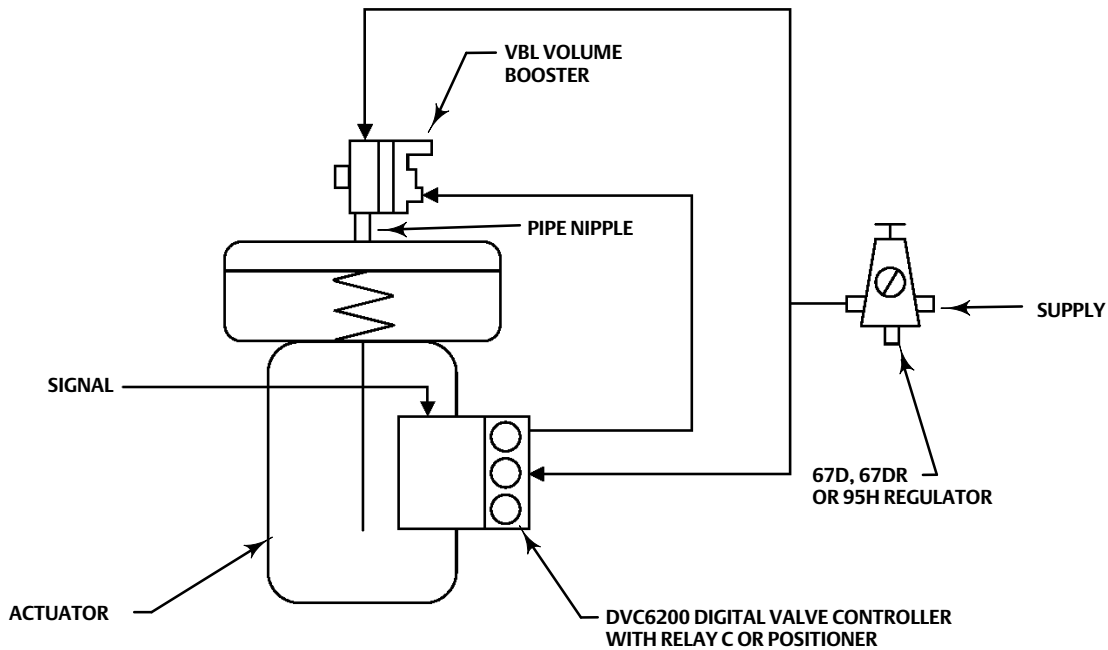 VBL VOLUME
BOOSTER
PIPE NIPPLE
SUPPLY
SIGNAL
67D, 67DR
OR 95H REGULATOR
ACTUATOR
DVC6200 DIGITAL VALVE CONTROLLER
WITH RELAY C OR POSITIONER